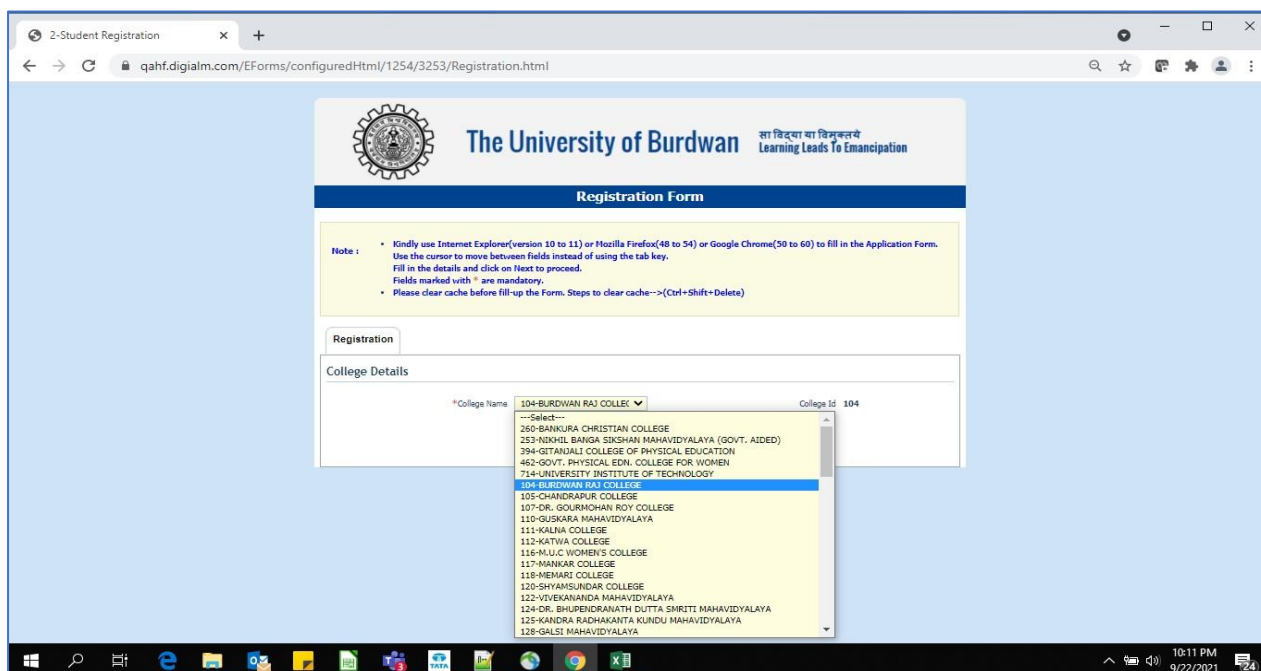 2-Student Registration
qahf.digialm.com/EForms/configuredHtml/1254/3253/Registration.html
The University of Burdwan
सा विद्या या विमुक्तये
Learning Leads To Emancipation
Registration Form
Note :
• Kindly use Internet Explorer(version 10 to 11) or Mozilla Firefox(48 to 54) or Google Chrome(50 to 60) to fill in the Application Form.
Use the cursor to move between fields instead of using the tab key.
Fill in the details and click on Next to proceed.
Fields marked with * are mandatory.
• Please clear cache before fill-up the Form. Steps to clear cache-->(Ctrl+Shift+Delete)
Registration
College Details
*College Name 104-BURDWAN RAJ COLLEC College Id 104
---Select---
260-BANKURA CHRISTIAN COLLEGE
253-NIKHIL BANGA SIKSHAN MAHAVIDYALAYA (GOVT. AIDED)
394-GITANJALI COLLEGE OF PHYSICAL EDUCATION
462-GOVT. PHYSICAL EDN. COLLEGE FOR WOMEN
714-UNIVERSITY INSTITUTE OF TECHNOLOGY
104-BURDWAN RAJ COLLEGE
105-CHANDRAPUR COLLEGE
107-DR. GOURMOHAN ROY COLLEGE
110-GUSKARA MAHAVIDYALAYA
111-KALNA COLLEGE
112-KATWA COLLEGE
116-M.U.C WOMEN'S COLLEGE
117-MANKAR COLLEGE
118-MEMARI COLLEGE
120-SHYAMSUNDAR COLLEGE
122-VIVEKANANDA MAHAVIDYALAYA
124-DR. BHUPENDRANATH DUTTA SMRITI MAHAVIDYALAYA
125-KANDRA RADHAKANTA KUNDU MAHAVIDYALAYA
128-GALSI MAHAVIDYALAYA
TATA
10:11 PM
9/22/2021
24